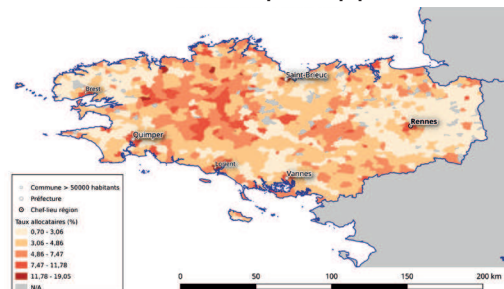 Saint-Brieuc
Brest
Rennes
Quimper
Lorient
Vannes
Commune > 50000 habitants
Préfecture
Chef-lieu région
Taux allocataires (%)
0,70 - 3,06
3,06 - 4,86
4,86 - 7,47
7,47 - 11,78
11,78 - 19,05
N/A
0 50 100 150 200 km